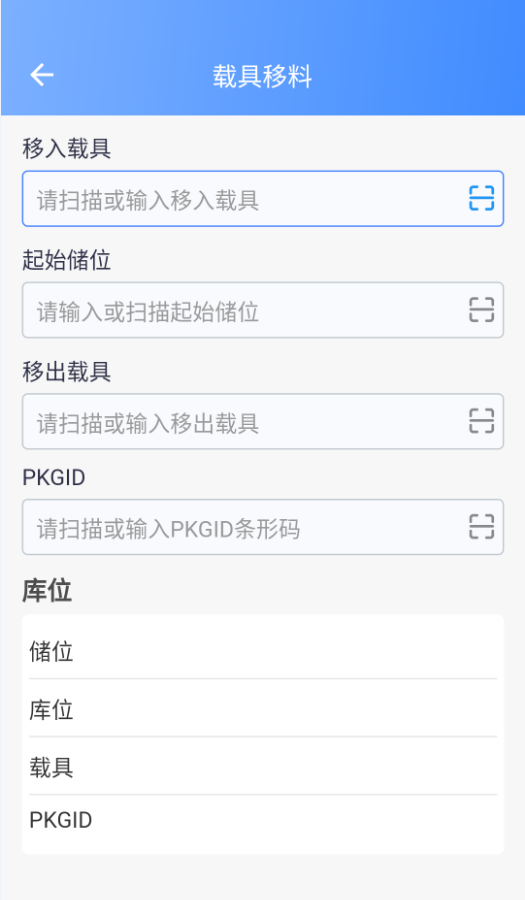 载具移料
移入载具
请扫描或输入移入载具
起始储位
请输入或扫描起始储位
移出载具
请扫描或输入移出载具
PKGID
请扫描或输入PKGID条形码
库位
储位
库位
载具
PKGID